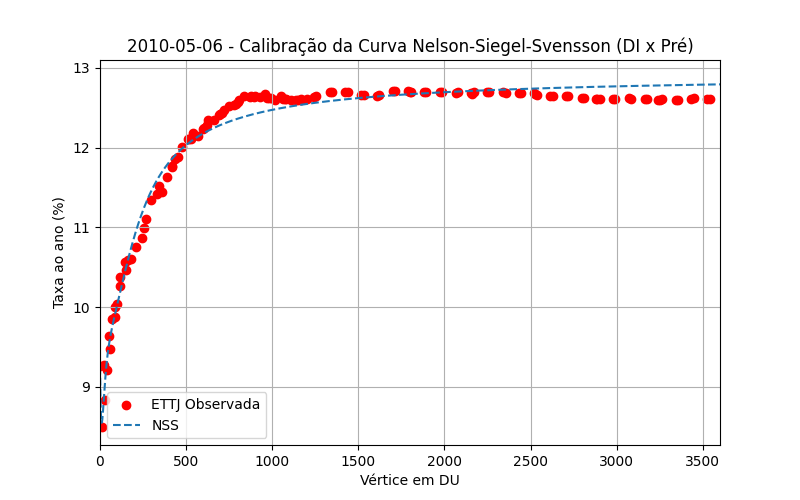 2010-05-06 - Calibração da Curva Nelson-Siegel-Svensson (DI x Pré)
Taxa ao ano (%)
13
12
11
10
9
ETTJ Observada
NSS
0 500 1000 1500 2000 2500 3000 3500
Vértice em DU